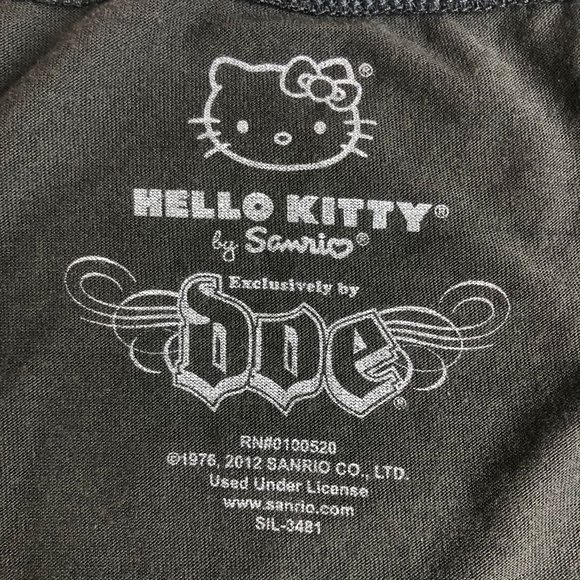 ®
HELLO KITTY®
by Sanrio®
Exclusively by
Doe®
RN#0100520
©1976, 2012 SANRIO CO., LTD.
Used Under License
www.sanrio.com
SIL-3481